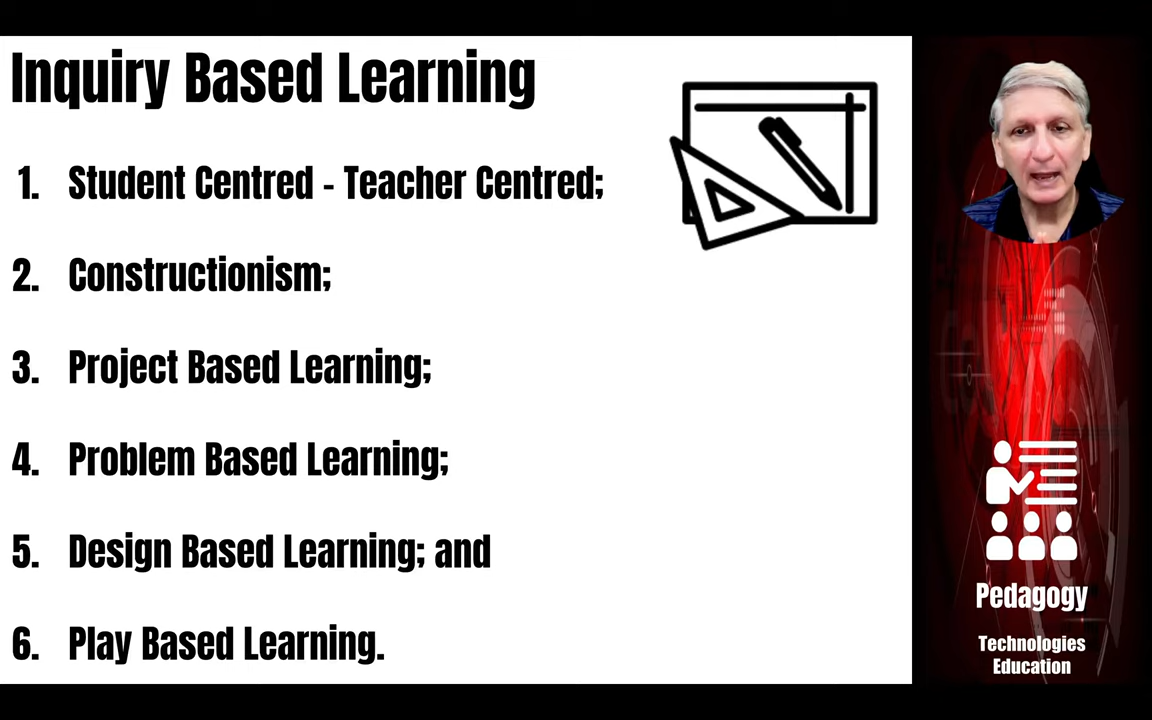 Inquiry Based Learning
1. Student Centred - Teacher Centred;
2. Constructionism;
3. Project Based Learning;
4. Problem Based Learning;
5. Design Based Learning; and
6. Play Based Learning.
Pedagogy
Technologies
Education